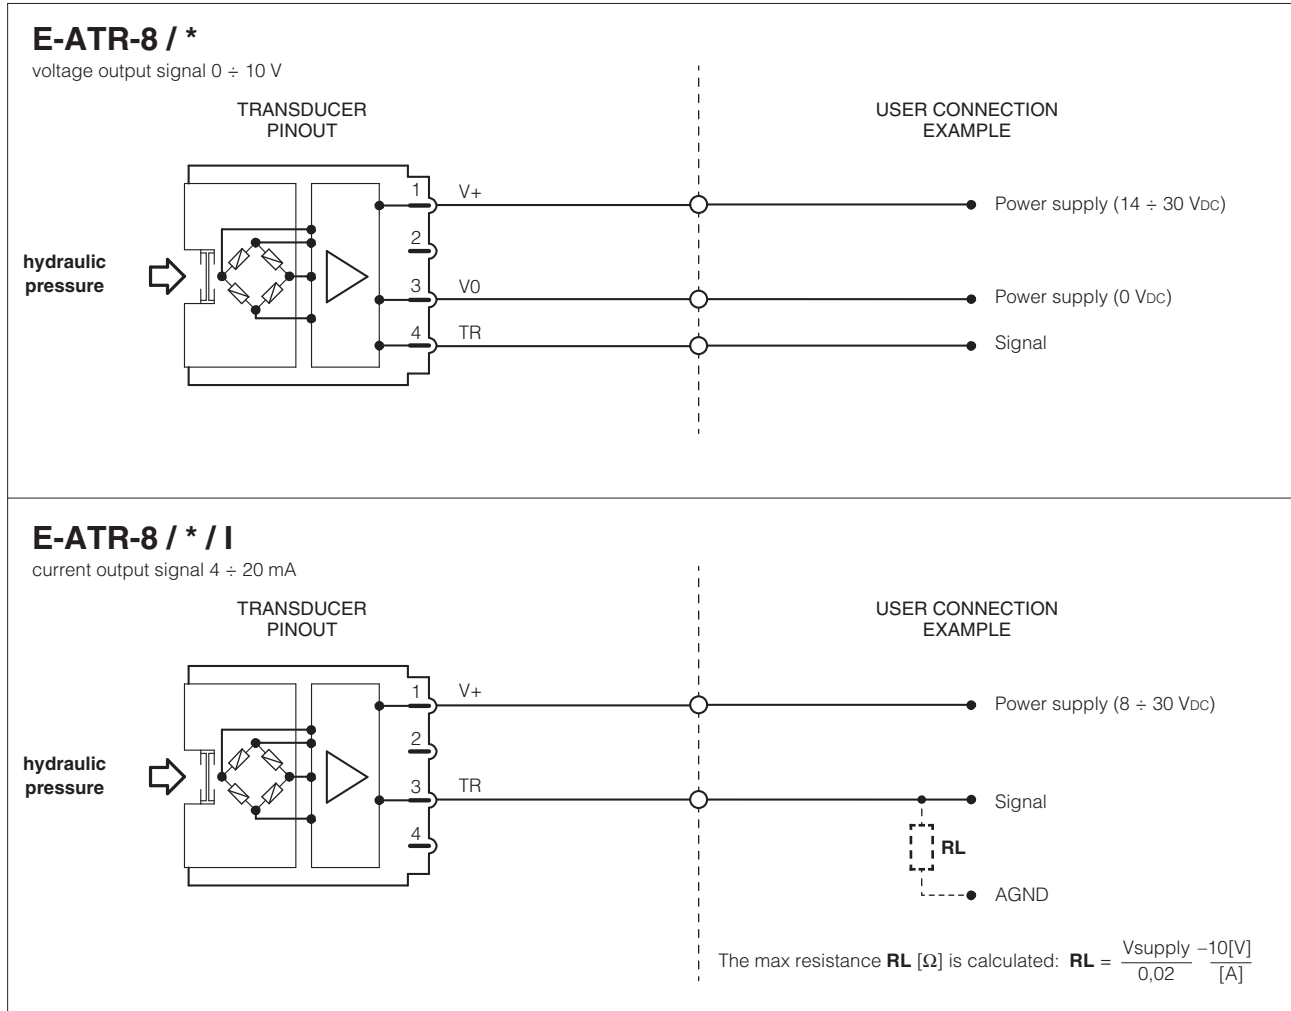 E-ATR-8 / *
voltage output signal 0 ÷ 10 V
TRANSDUCER
PINOUT
USER CONNECTION
EXAMPLE
hydraulic
pressure
1
V+
Power supply (14 ÷ 30 VDC)
2
3
V0
Power supply (0 VDC)
4
TR
Signal
E-ATR-8 / * / I
current output signal 4 ÷ 20 mA
TRANSDUCER
PINOUT
USER CONNECTION
EXAMPLE
hydraulic
pressure
1
V+
Power supply (8 ÷ 30 VDC)
2
3
TR
Signal
4
RL
AGND
The max resistance RL [Ω] is calculated: RL = Vsupply –10[V]
0,02 [A]